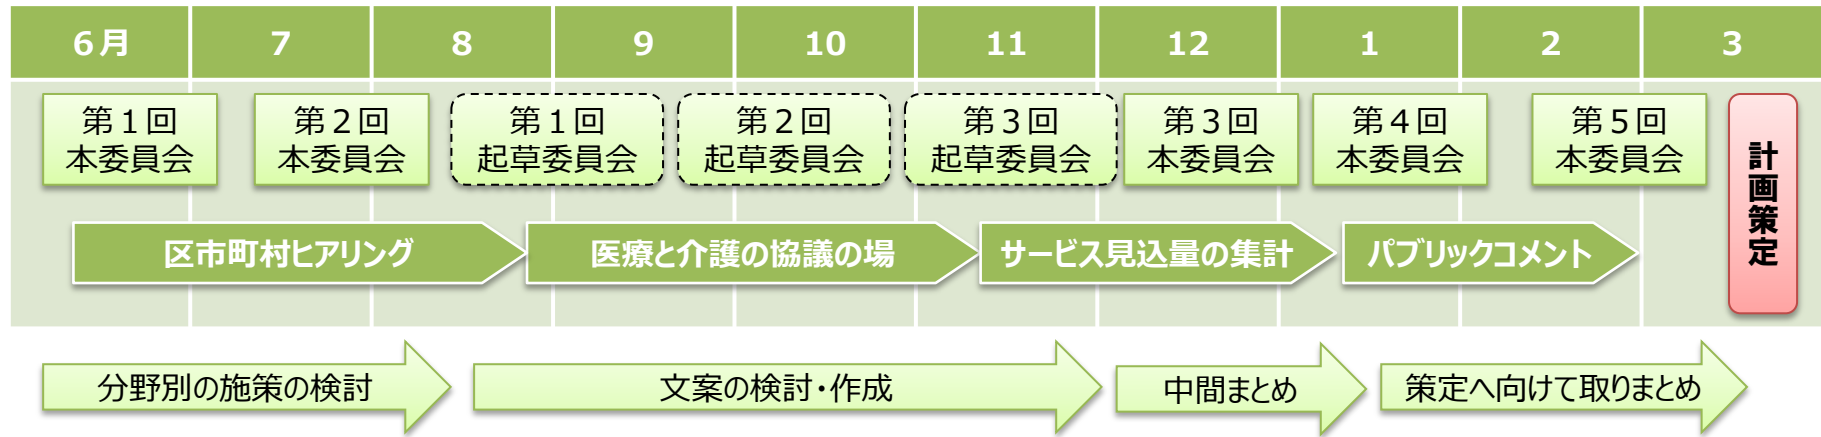 ６月
7
8
9
10
11
12
1
2
3
第１回
本委員会
第２回
本委員会
第１回
起草委員会
第２回
起草委員会
第３回
起草委員会
第３回
本委員会
第４回
本委員会
第５回
本委員会
計画策定
区市町村ヒアリング
医療と介護の協議の場
サービス見込量の集計
パブリックコメント
分野別の施策の検討
文案の検討・作成
中間まとめ
策定へ向けて取りまとめ